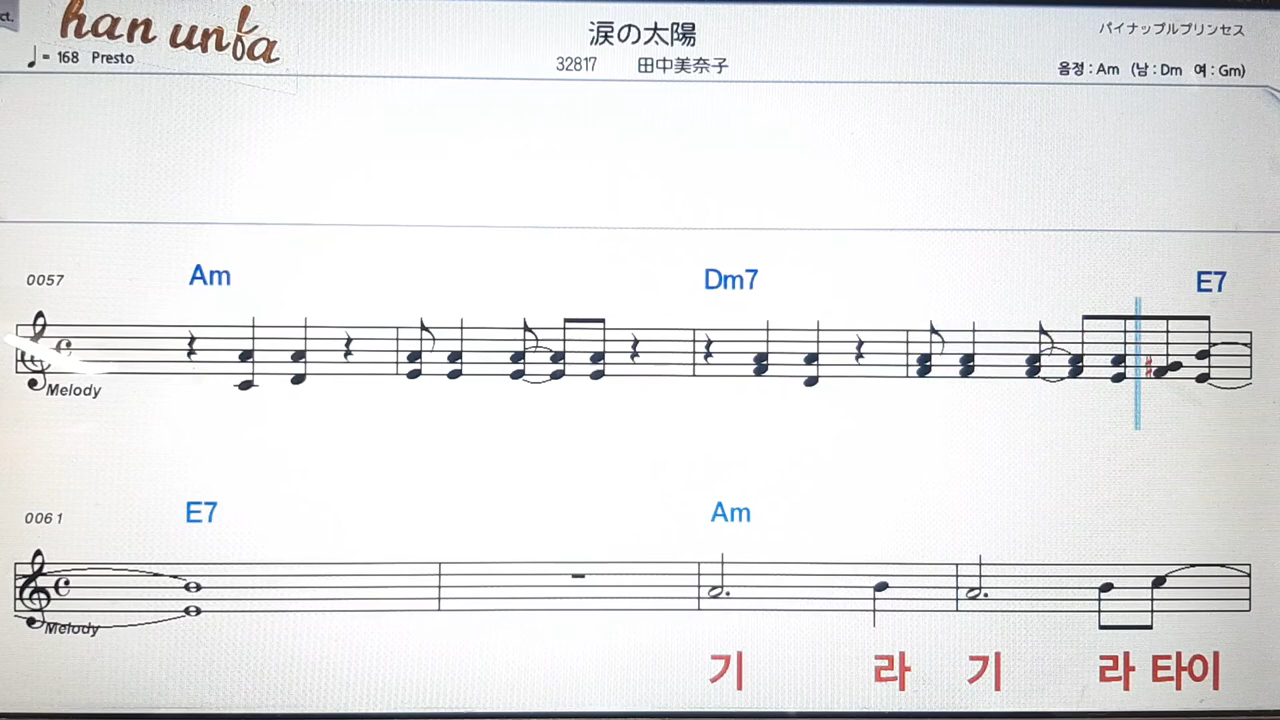 ct.
han unfa
♩= 168 Presto
涙の太陽
32817 田中美奈子
パイナップルプリンセス
음정 : Am (남 : Dm 여 : Gm)
0057
Am
Dm7
E7
Melody
0061
E7
Am
Melody
기 라 기 라 타이